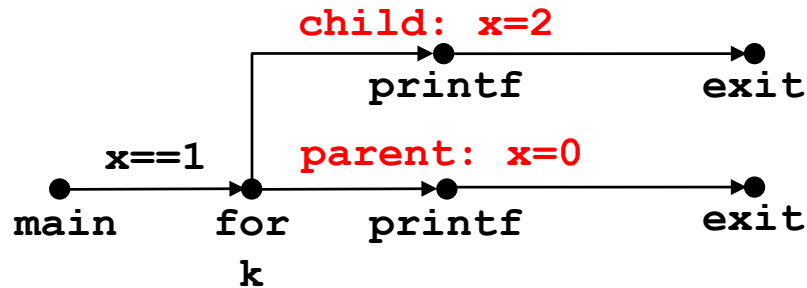 child: x=2
printf exit
x==1 parent: x=0
main for printf exit
k